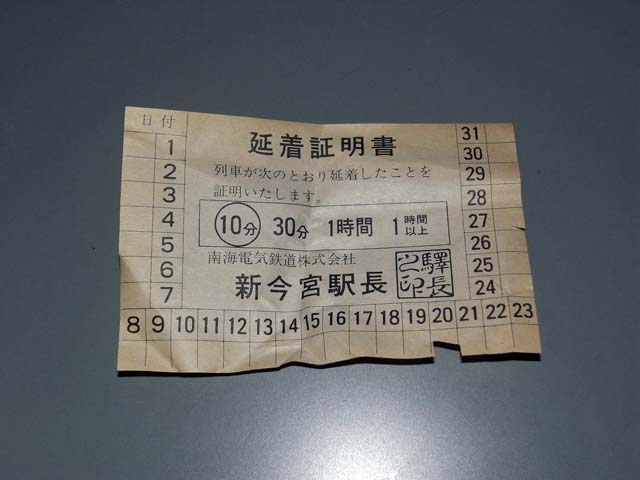 日付
延着証明書
列車が次のとおり延着したことを
証明いたします。
10分 30分 1時間 1時間以上
南海電気鉄道株式会社
新今宮駅長
驛長之印
1
2
3
4
5
6
7
8 9 10 11 12 13 14 15 16 17 18 19 20 21 22 23
24
25
26
27
28
29
30
31